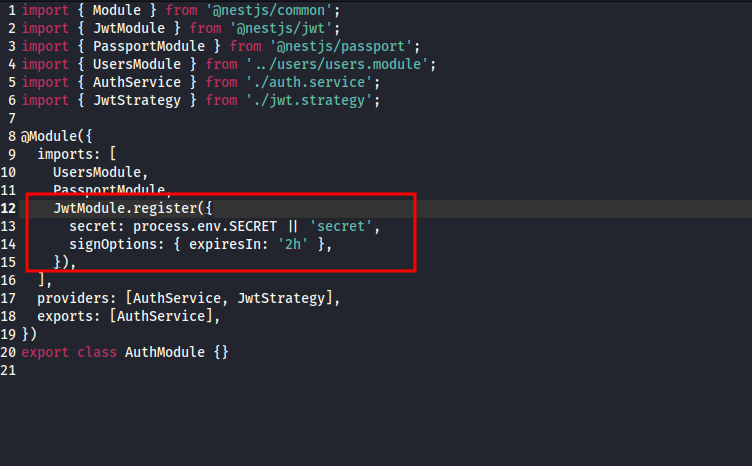 1 import { Module } from '@nestjs/common';
2 import { JwtModule } from '@nestjs/jwt';
3 import { PassportModule } from '@nestjs/passport';
4 import { UsersModule } from '../users/users.module';
5 import { AuthService } from './auth.service';
6 import { JwtStrategy } from './jwt.strategy';
7
8 @Module({
9   imports: [
10     UsersModule,
11     PassportModule,
12     JwtModule.register({
13       secret: process.env.SECRET || 'secret',
14       signOptions: { expiresIn: '2h' },
15     }),
16   ],
17   providers: [AuthService, JwtStrategy],
18   exports: [AuthService],
19 })
20 export class AuthModule {}
21